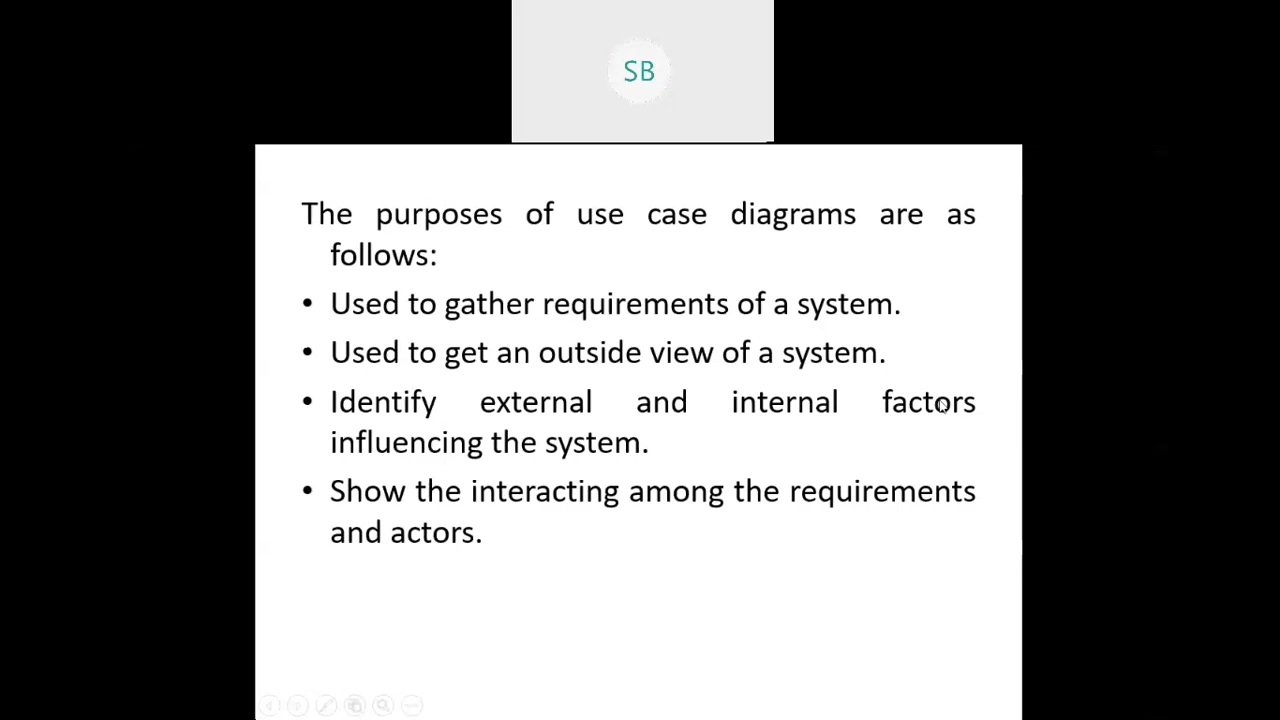 SB
The purposes of use case diagrams are as
follows:
• Used to gather requirements of a system.
• Used to get an outside view of a system.
• Identify external and internal factors
influencing the system.
• Show the interacting among the requirements
and actors.